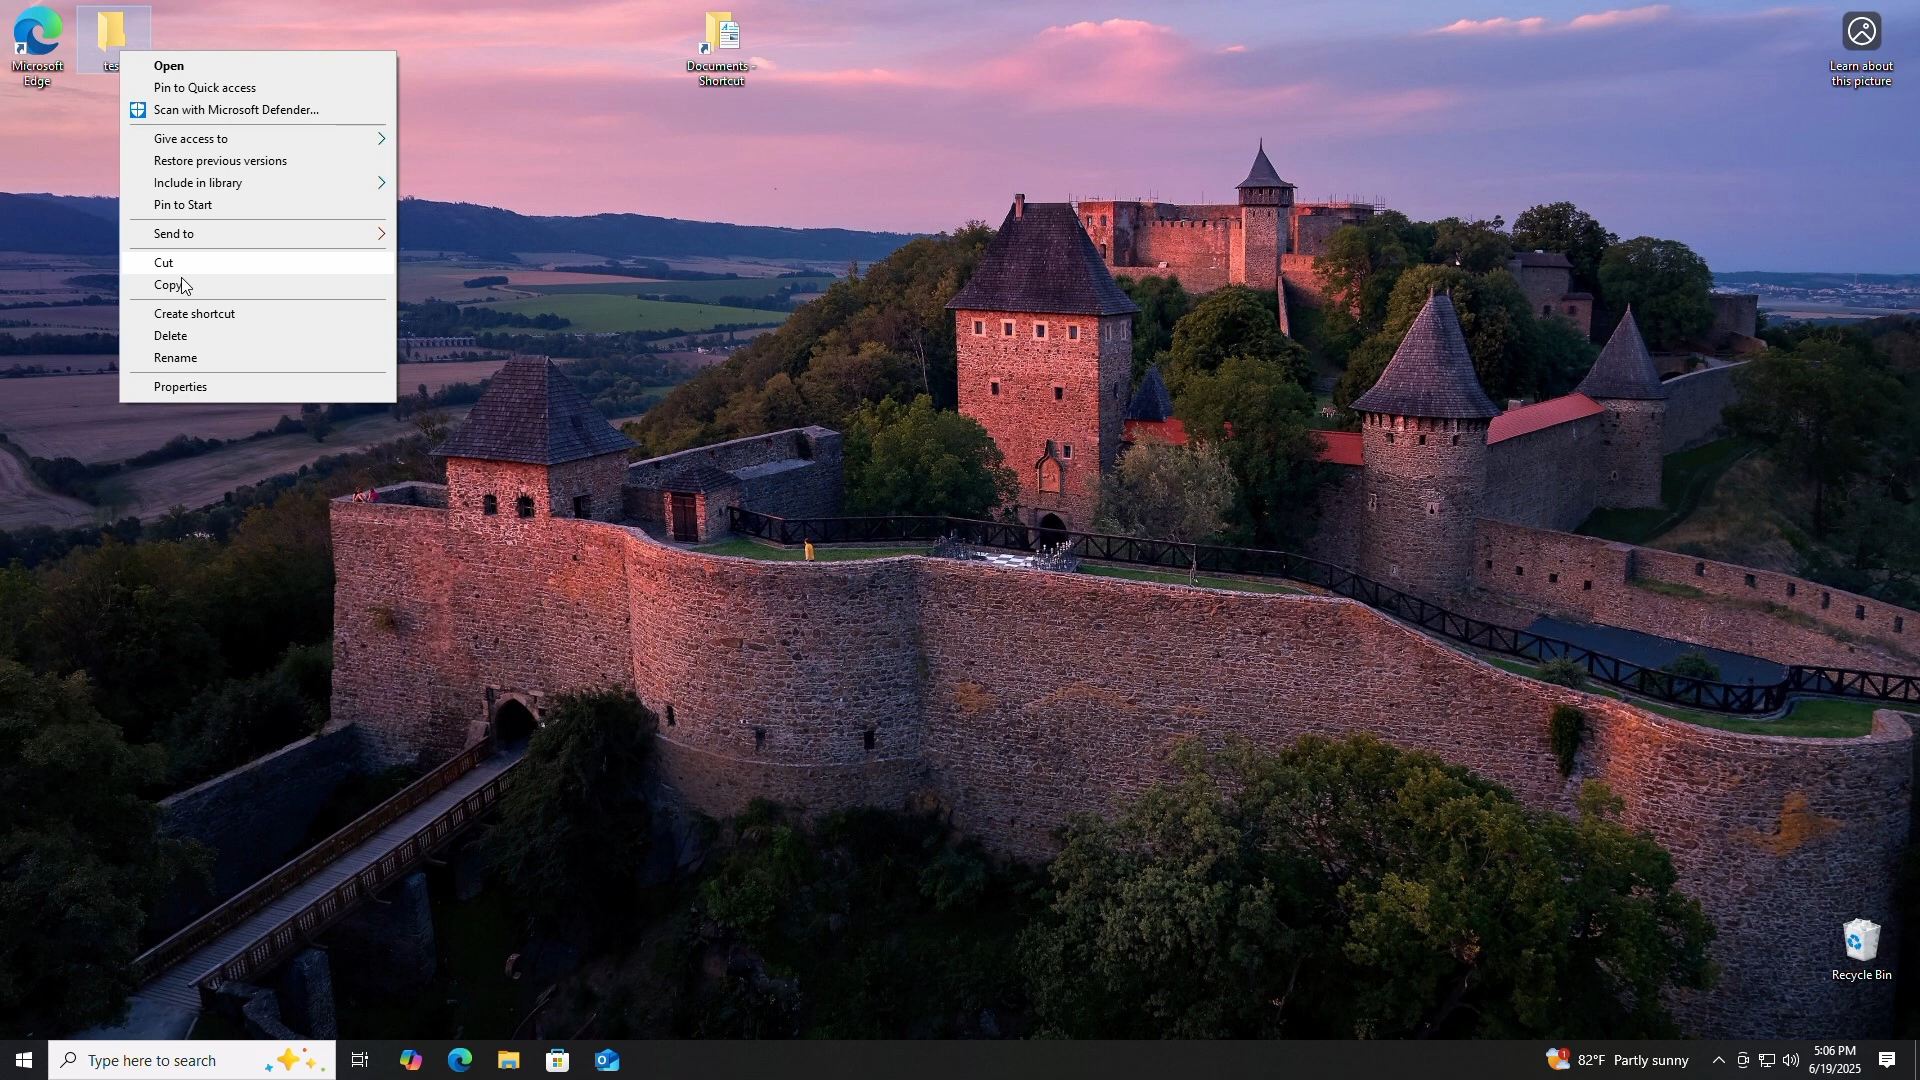 Microsoft
Edge
tes
Documents -
Shortcut
Learn about
this picture
Open
Pin to Quick access
Scan with Microsoft Defender...
Give access to
Restore previous versions
Include in library
Pin to Start
Send to
Cut
Copy
Create shortcut
Delete
Rename
Properties
Recycle Bin
Type here to search
1
82°F Partly sunny
5:06 PM
6/19/2025